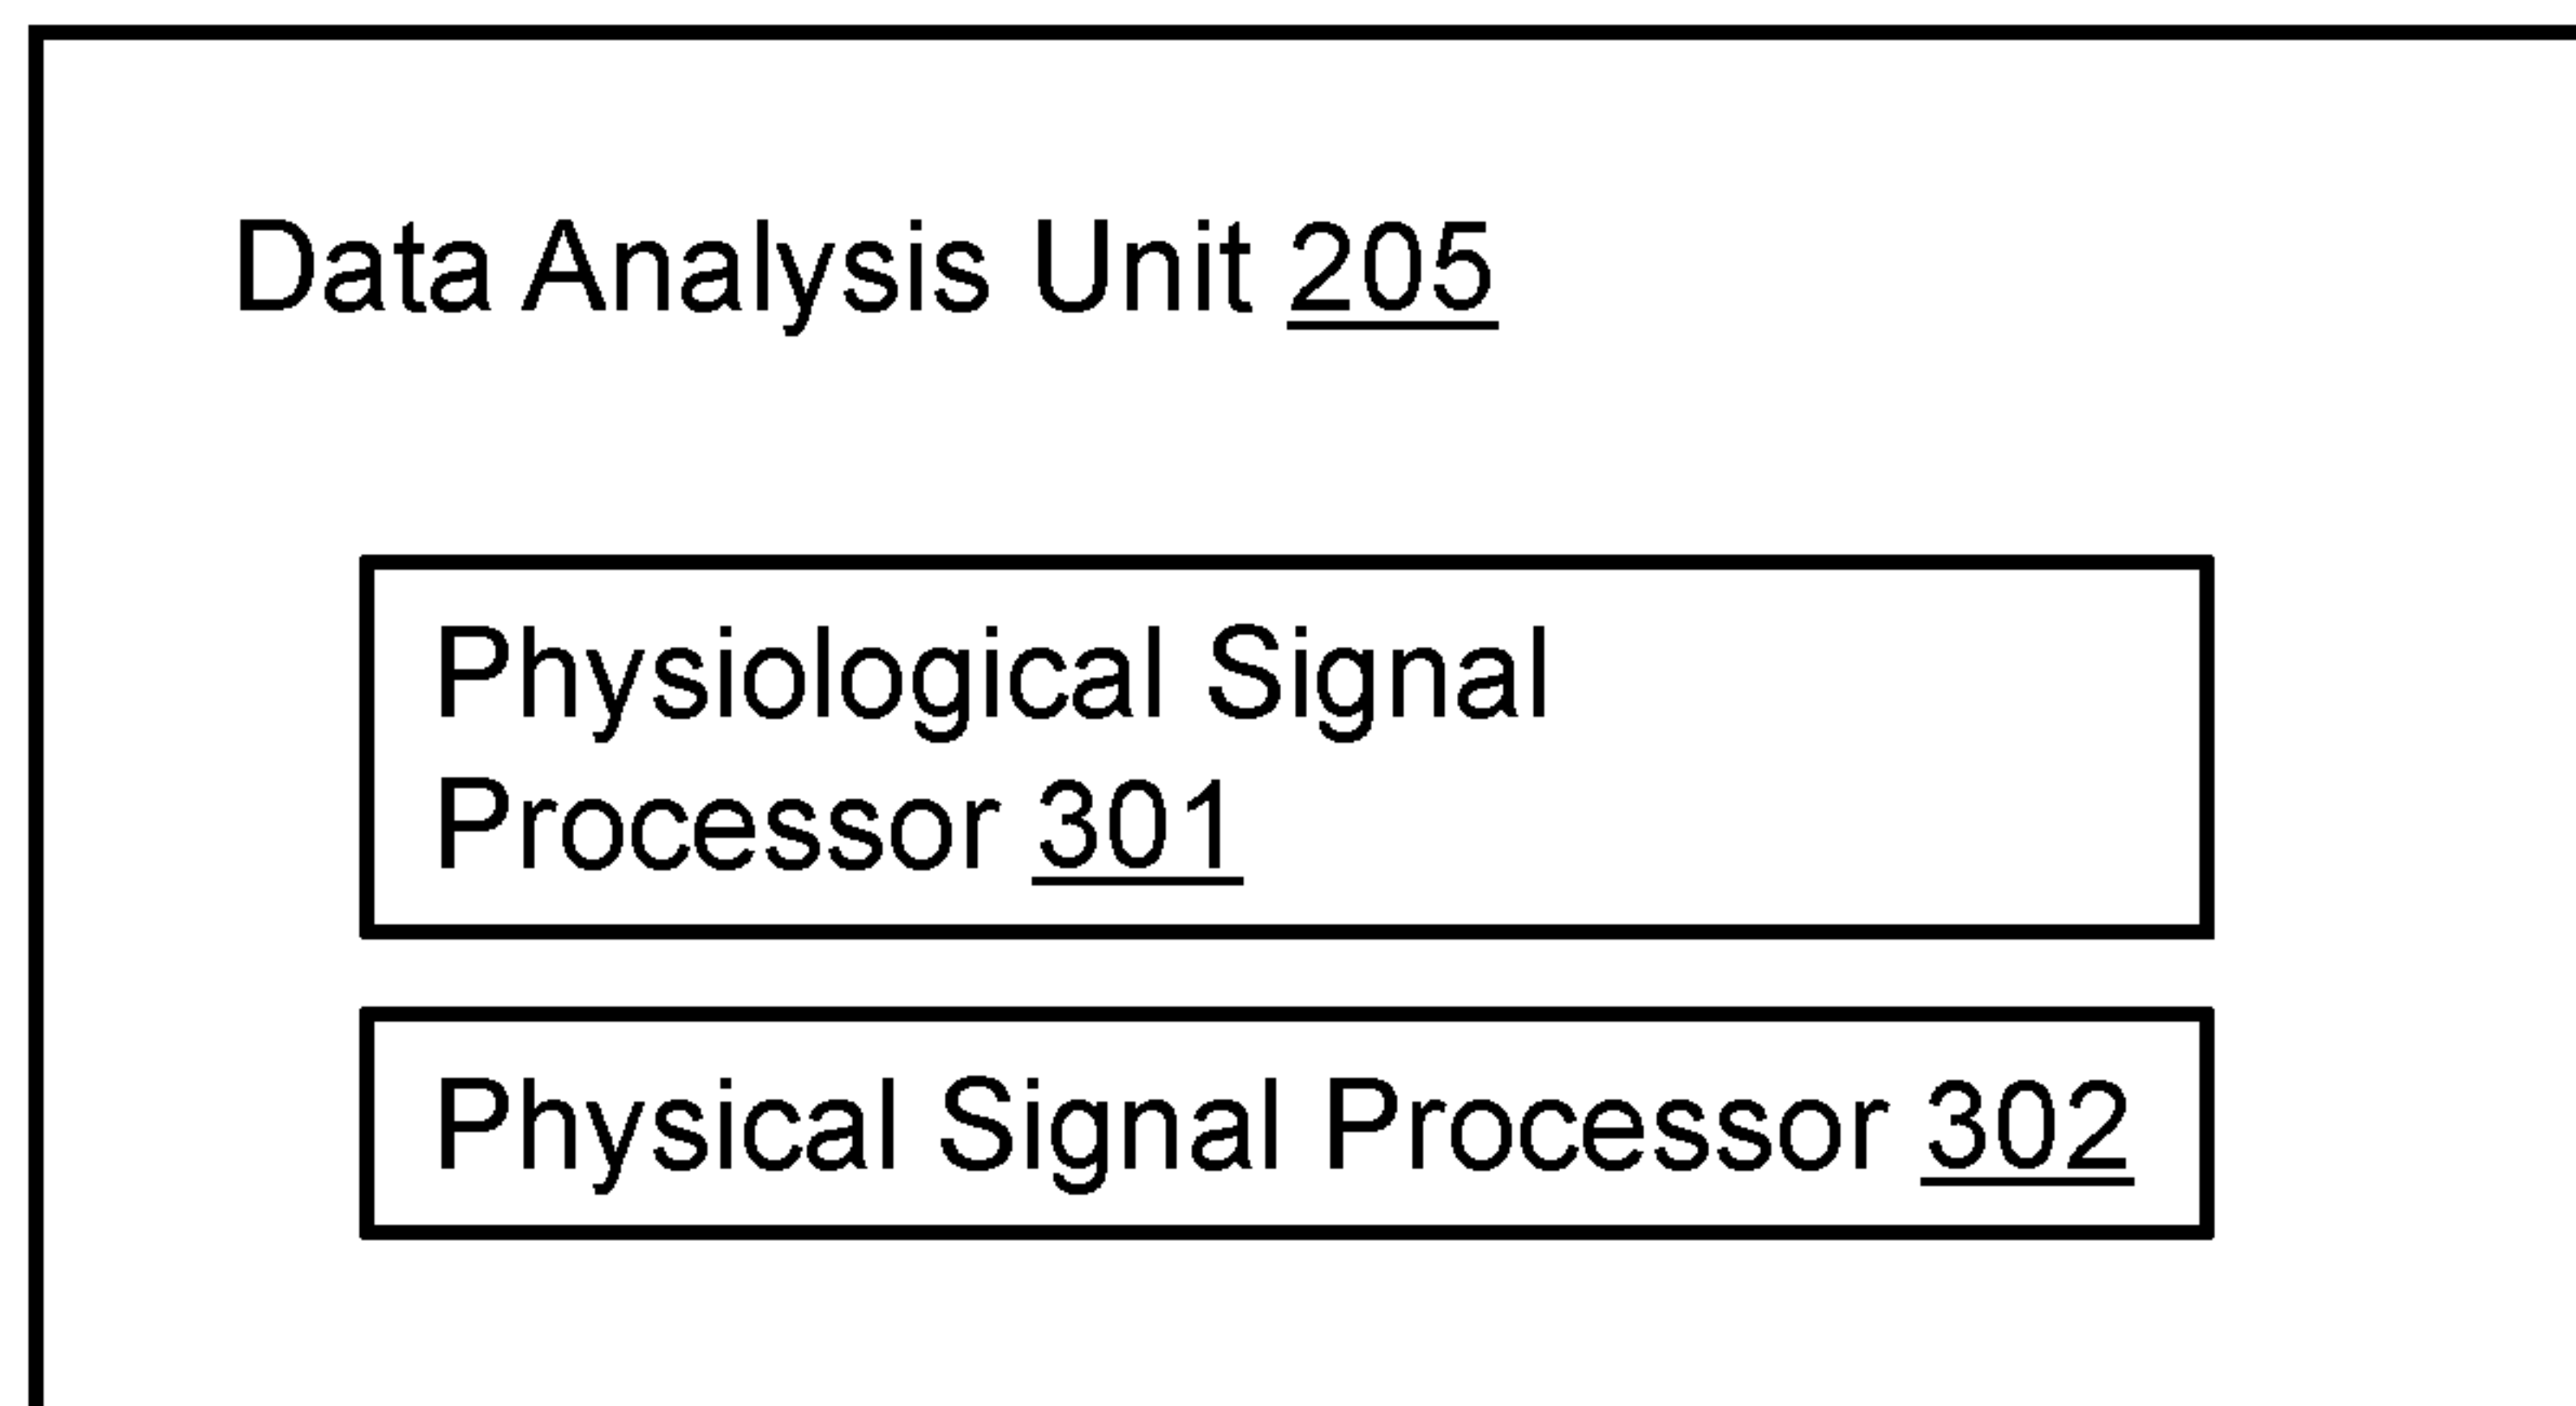 Data Analysis Unit 205
Physiological Signal
Processor 301
Physical Signal Processor 302